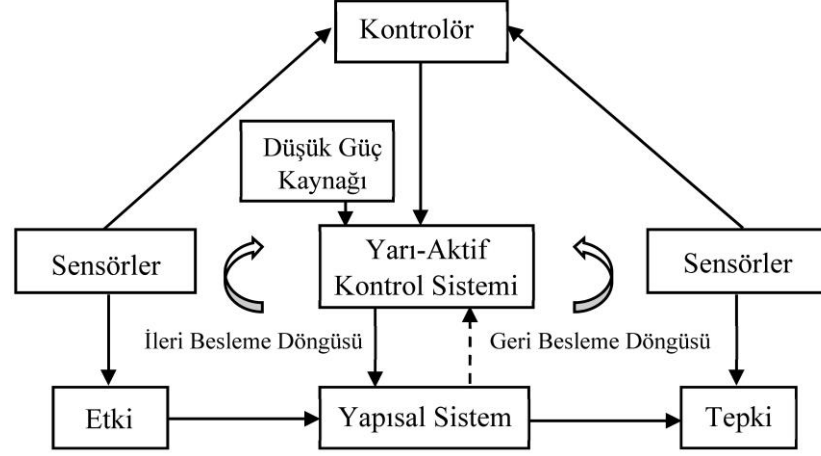 Kontrolör
Düşük Güç
Kaynağı
Sensörler
Yarı-Aktif
Kontrol Sistemi
Sensörler
İleri Besleme Döngüsü
Geri Besleme Döngüsü
Etki
Yapısal Sistem
Tepki